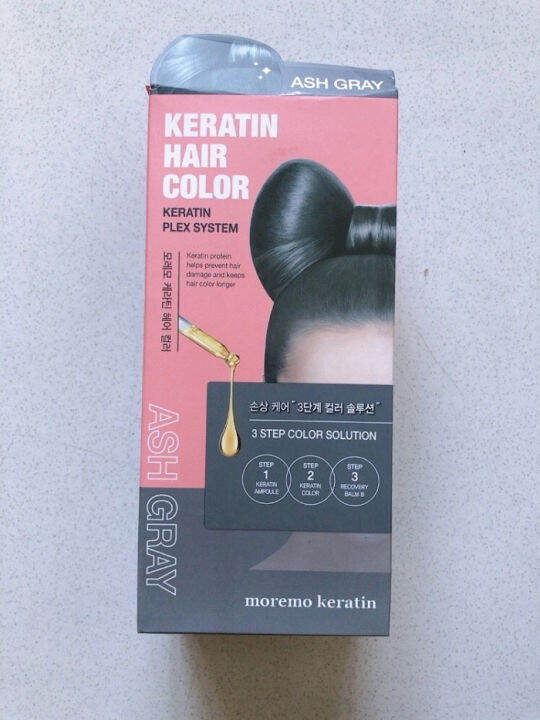 ASH GRAY
KERATIN
HAIR
COLOR
KERATIN
PLEX SYSTEM
Keratin protein
helps prevent hair
damage and keeps
hair color longer
모레모 케라틴 헤어 컬러
손상 케어 "3단계 컬러 솔루션"
3 STEP COLOR SOLUTION
STEP
1
KERATIN
AMPOULE
STEP
2
KERATIN
COLOR
STEP
3
RECOVERY
BALM B
ASH GRAY
moremo keratin